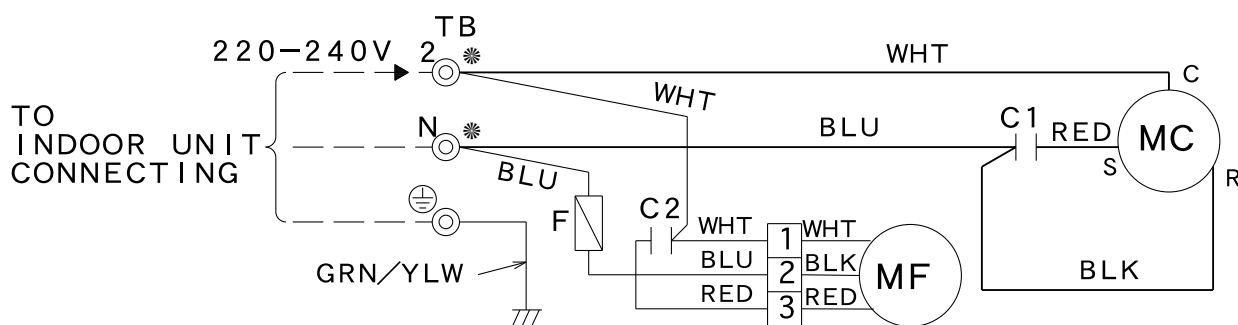 TB
220-240V
2
WHT
C
WHT
TO
INDOOR UNIT
CONNECTING
N
BLU
C1
RED
MC
S
R
BLU
F
C2
WHT
1
WHT
GRN/YLW
BLU
2
BLK
MF
BLK
RED
3
RED